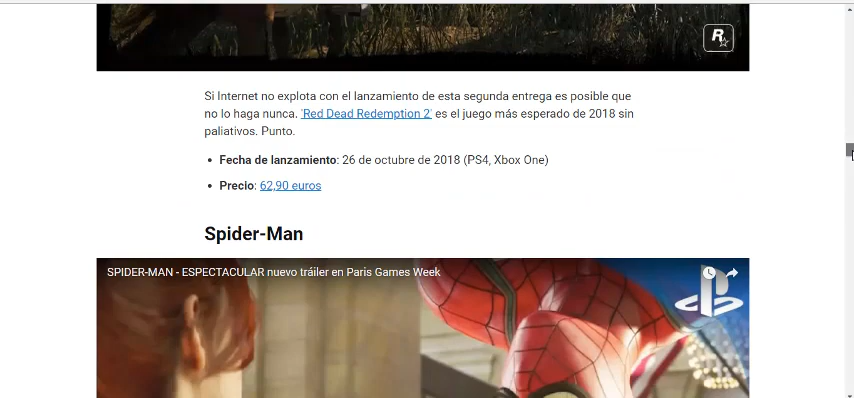 Si Internet no explota con el lanzamiento de esta segunda entrega es posible que
no lo haga nunca. 'Red Dead Redemption 2' es el juego más esperado de 2018 sin
paliativos. Punto.
Fecha de lanzamiento: 26 de octubre de 2018 (PS4, Xbox One)
Precio: 62,90 euros
Spider-Man
SPIDER-MAN - ESPECTACULAR nuevo tráiler en Paris Games Week